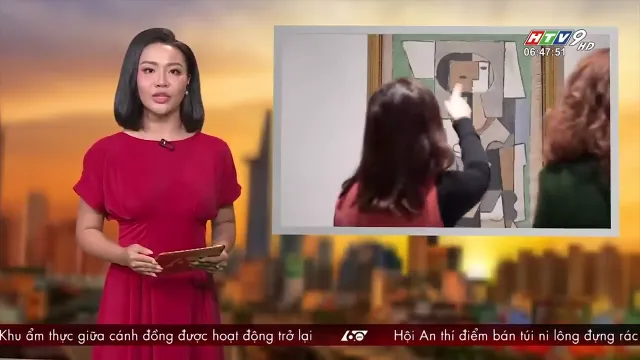 HTV9 HD
06:47:51
Khu ẩm thực giữa cánh đồng được hoạt động trở lại
60
Hội An thí điểm bán túi ni lông đựng rác